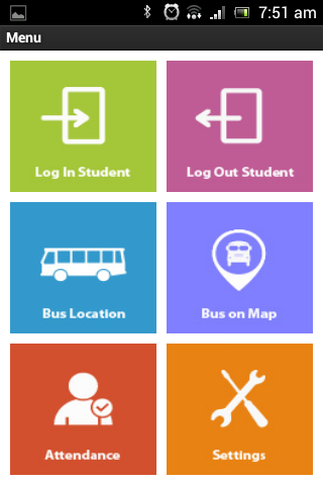 7:51 am
Menu
Log In Student
Log Out Student
Bus Location
Bus on Map
Attendance
Settings